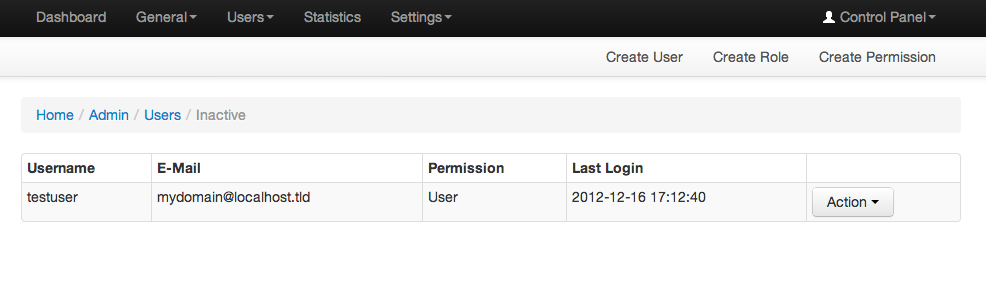 Dashboard General Users Statistics Settings Control Panel
Create User Create Role Create Permission
Home / Admin / Users / Inactive
Username E-Mail Permission Last Login
testuser mydomain@localhost.tld User 2012-12-16 17:12:40 Action